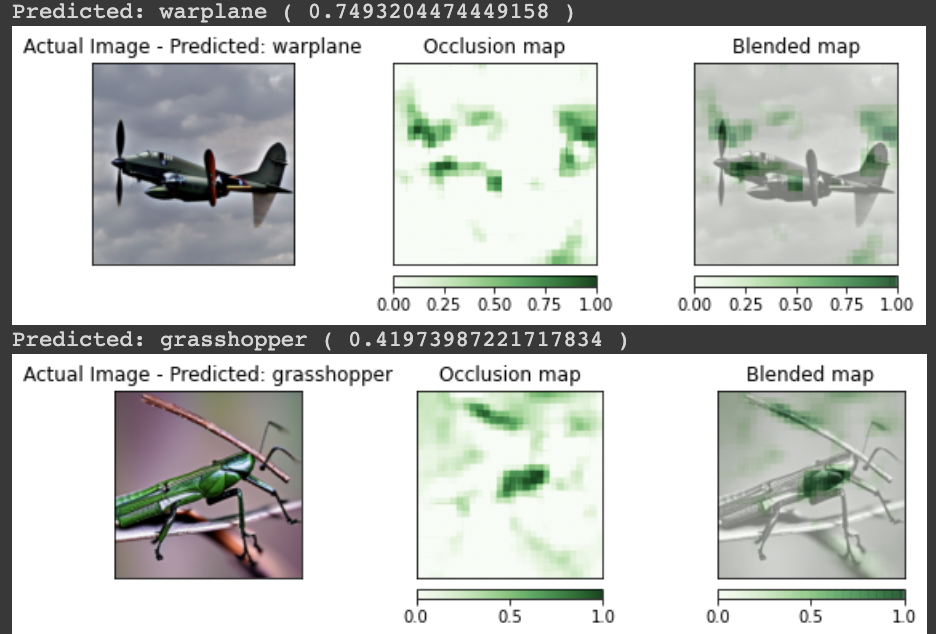 Predicted: warplane ( 0.7493204474449158 )
Actual Image - Predicted: warplane Occlusion map Blended map
0.00 0.25 0.50 0.75 1.00 0.00 0.25 0.50 0.75 1.00
Predicted: grasshopper ( 0.41973987221717834 )
Actual Image - Predicted: grasshopper Occlusion map Blended map
0.0 0.5 1.0 0.0 0.5 1.0